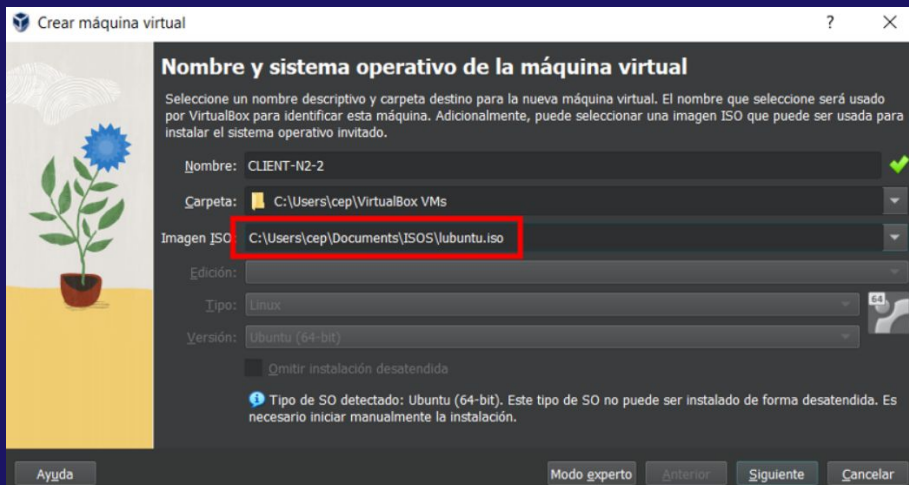 Crear máquina virtual
?
Nombre y sistema operativo de la máquina virtual
Seleccione un nombre descriptivo y carpeta destino para la nueva máquina virtual. El nombre que seleccione será usado
por VirtualBox para identificar esta máquina. Adicionalmente, puede seleccionar una imagen ISO que puede ser usada para
instalar el sistema operativo invitado.
Nombre: CLIENT-N2-2
Carpeta: C:\Users\cep\VirtualBox VMs
Imagen ISO: C:\Users\cep\Documents\ISOS\lubuntu.iso
Edición:
Tipo: Linux
64
Versión: Ubuntu (64-bit)
Omitir instalación desatendida
Tipo de SO detectado: Ubuntu (64-bit). Este tipo de SO no puede ser instalado de forma desatendida. Es
necesario iniciar manualmente la instalación.
Ayuda Modo experto Anterior Siguiente Cancelar